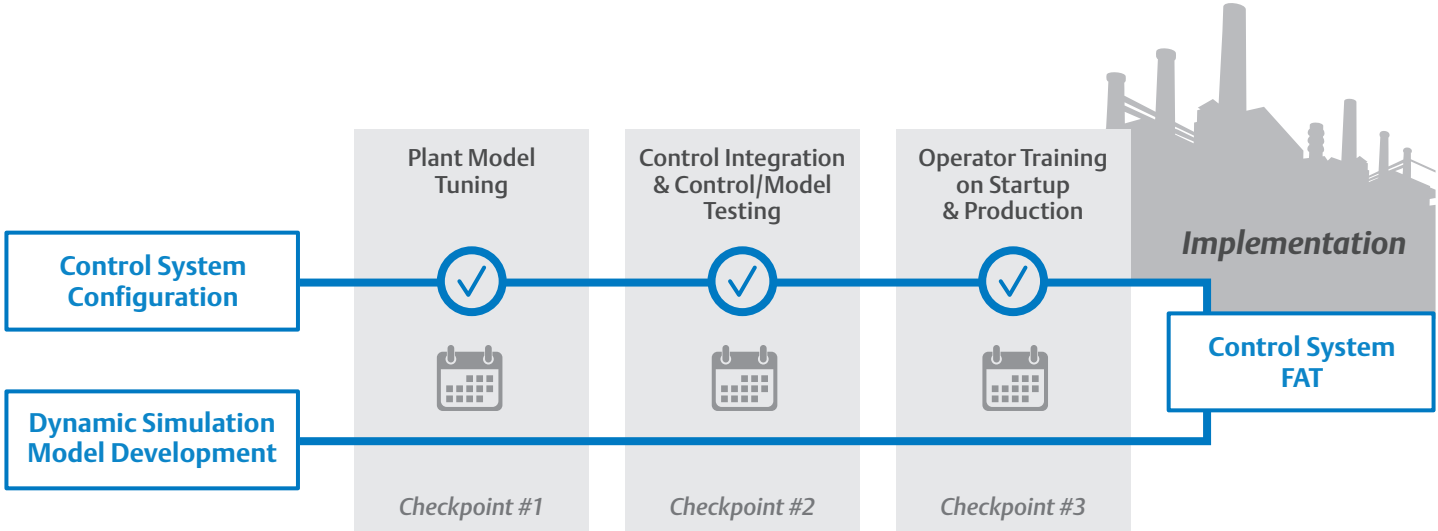 Plant Model
Tuning
Control Integration
& Control/Model
Testing
Operator Training
on Startup
& Production
Implementation
Control System
Configuration
Control System
FAT
Dynamic Simulation
Model Development
Checkpoint #1
Checkpoint #2
Checkpoint #3